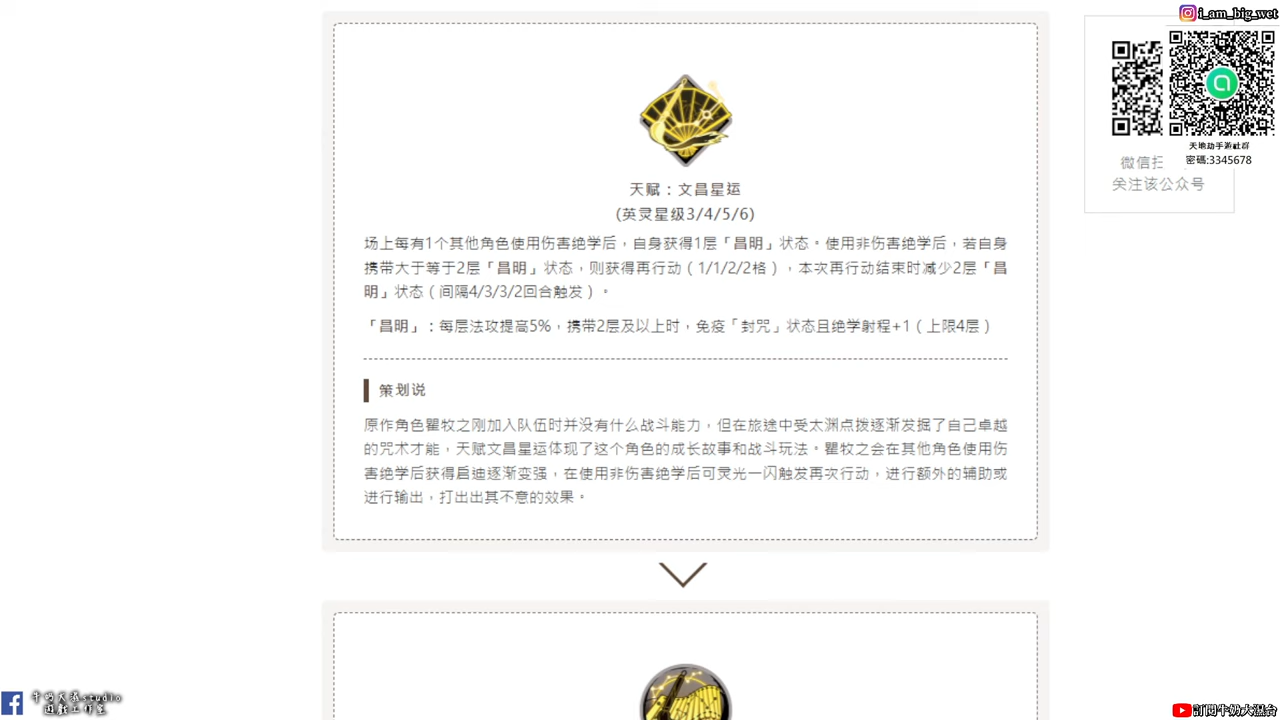 i_am_big_wet
天地劫手游社群
密碼:3345678
微信扫
关注该公众号
天赋：文昌星运
(英灵星级3/4/5/6)
场上每有1个其他角色使用伤害绝学后，自身获得1层「昌明」状态。使用非伤害绝学后，若自身
携带大于等于2层「昌明」状态，则获得再行动（1/1/2/2格），本次再行动结束时减少2层「昌
明」状态（间隔4/3/3/2回合触发）。
「昌明」：每层法攻提高5%，携带2层及以上时，免疫「封咒」状态且绝学射程+1（上限4层）
策划说
原作角色瞿牧之刚加入队伍时并没有什么战斗能力，但在旅途中受太渊点拨逐渐发掘了自己卓越
的咒术才能，天赋文昌星运体现了这个角色的成长故事和战斗玩法。瞿牧之会在其他角色使用伤
害绝学后获得启迪逐渐变强，在使用非伤害绝学后可灵光一闪触发再次行动，进行额外的辅助或
进行输出，打出出其不意的效果。
studio
遊戲工作室
訂閱牛奶大混台